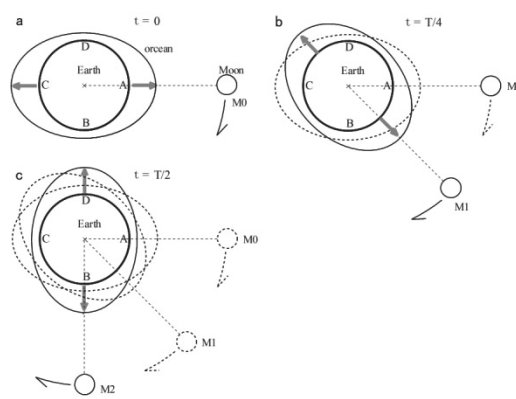 a
t = 0
D
orcean
Earth
Moon
C
A
M0
B
b
t = T/4
D
Earth
C
A
M
B
M1
c
t = T/2
D
Earth
C
A
M0
B
M1
M2